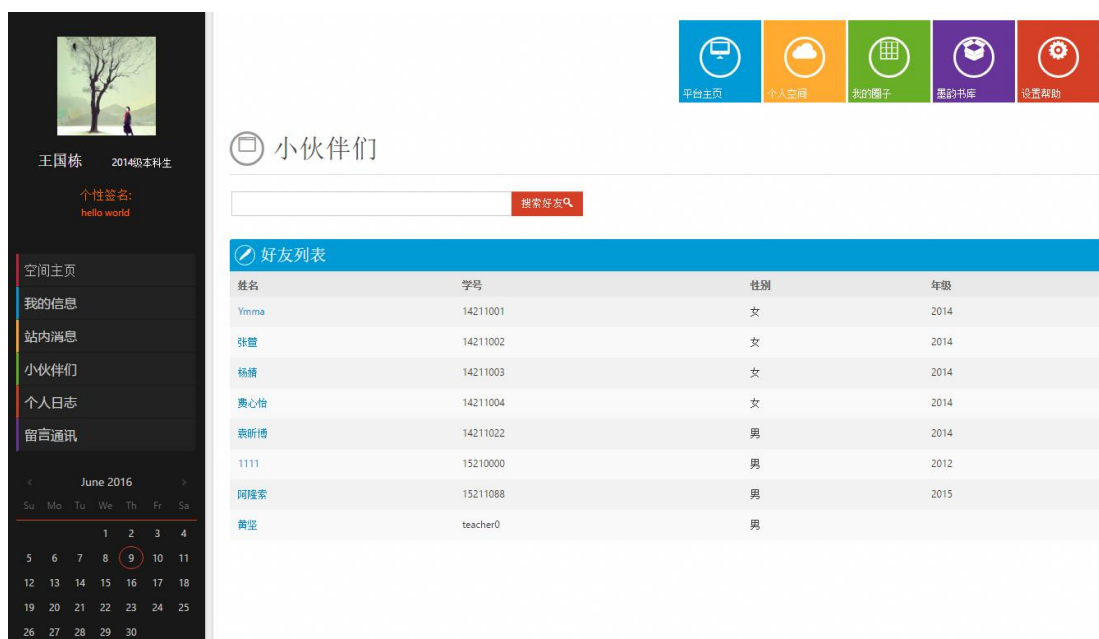 平台主页 个人空间 我的圈子 墨韵书库 设置帮助
王国栋 2014级本科生
个性签名:
hello world
空间主页
我的信息
站内消息
小伙伴们
个人日志
留言通讯
June 2016
Su Mo Tu We Th Fr Sa
1 2 3 4
5 6 7 8 9 10 11
12 13 14 15 16 17 18
19 20 21 22 23 24 25
26 27 28 29 30
小伙伴们
搜索好友
好友列表
姓名 学号 性别 年级
Ymma 14211001 女 2014
张萱 14211002 女 2014
杨婧 14211003 女 2014
费心怡 14211004 女 2014
袁昕博 14211022 男 2014
1111 15210000 男 2012
阿隆索 15211088 男 2015
黄坚 teacher0 男